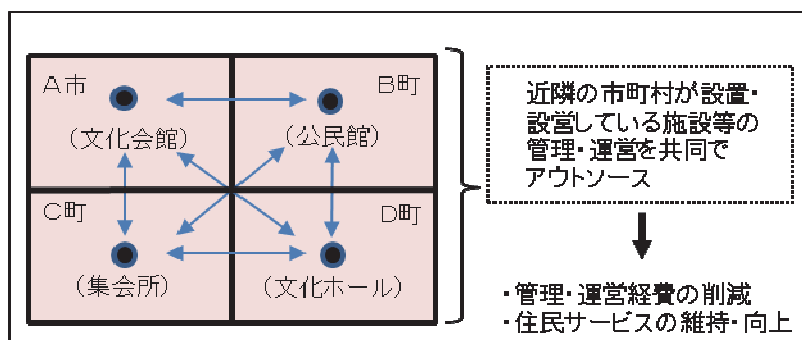 A市
B町
(文化会館)
(公民館)
C町
D町
(集会所)
(文化ホール)
近隣の市町村が設置・
設営している施設等の
管理・運営を共同で
アウトソース
・管理・運営経費の削減
・住民サービスの維持・向上